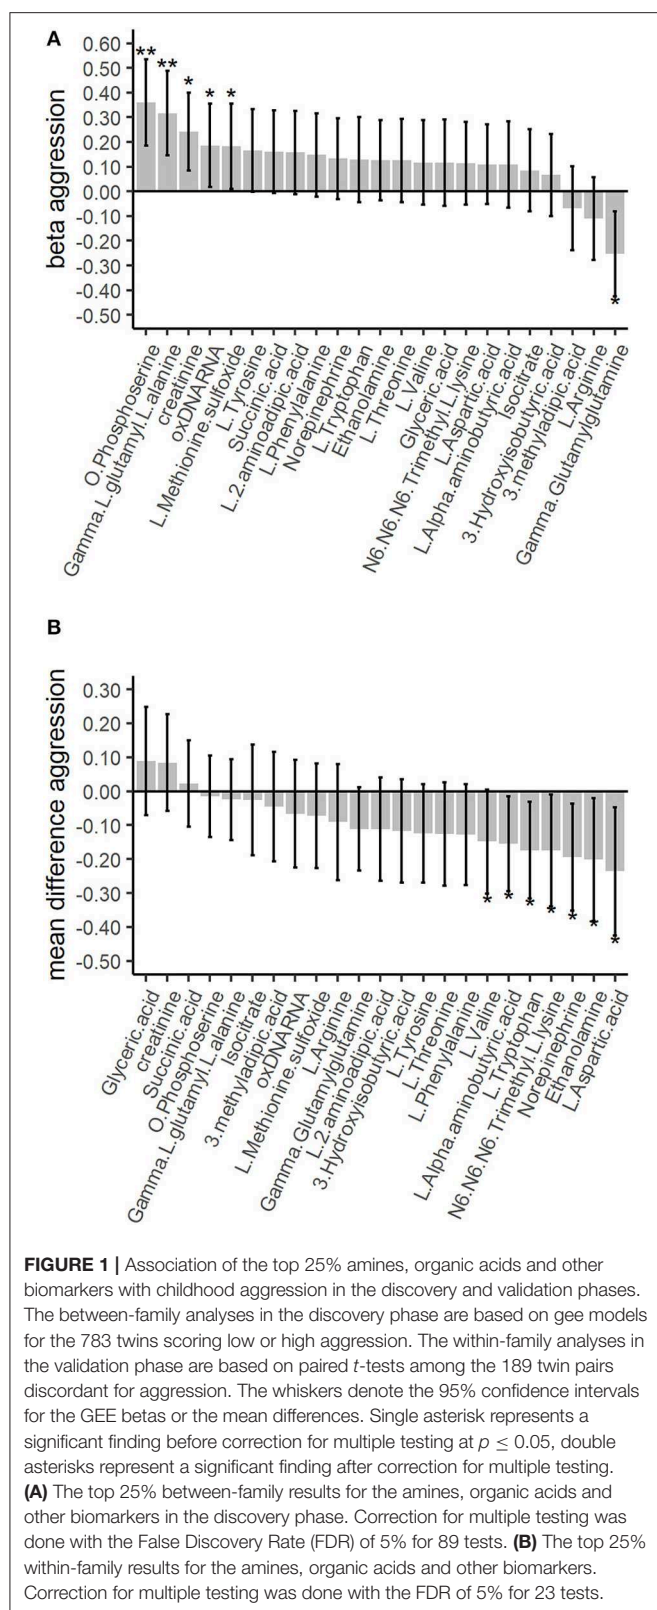 A
0.60
0.50
0.40
0.30
0.20
0.10
0.00
-0.10
-0.20
-0.30
-0.40
-0.50
beta aggression
** ** * * *
*
O.Phosphoserine
Gamma.L.glutamyl.L.alanine
creatinine
oxDNARNA
L.Methionine.sulfoxide
L.Tyrosine
Succinic.acid
L.2.aminoadipic.acid
L.Phenylalanine
Norepinephrine
L.Tryptophan
Ethanolamine
L.Threonine
L.Valine
Glyceric.acid
N6.N6.N6.Trimethyl.L.lysine
L.Aspartic.acid
L.Alpha.aminobutyric.acid
Isocitrate
3.Hydroxyisobutyric.acid
3.methyladipic.acid
L.Arginine
Gamma.Glutamylglutamine
B
0.30
0.20
0.10
0.00
-0.10
-0.20
-0.30
-0.40
-0.50
mean difference aggression
* * * * * * *
Glyceric.acid
creatinine
Succinic.acid
O.Phosphoserine
Gamma.L.glutamyl.L.alanine
Isocitrate
3.methyladipic.acid
oxDNARNA
L.Methionine.sulfoxide
L.Arginine
Gamma.Glutamylglutamine
L.2.aminoadipic.acid
3.Hydroxyisobutyric.acid
L.Tyrosine
L.Threonine
L.Phenylalanine
L.Valine
L.Alpha.aminobutyric.acid
L.Tryptophan
N6.N6.N6.Trimethyl.L.lysine
Norepinephrine
Ethanolamine
L.Aspartic.acid
FIGURE 1 | Association of the top 25% amines, organic acids and other
biomarkers with childhood aggression in the discovery and validation phases.
The between-family analyses in the discovery phase are based on gee models
for the 783 twins scoring low or high aggression. The within-family analyses in
the validation phase are based on paired t-tests among the 189 twin pairs
discordant for aggression. The whiskers denote the 95% confidence intervals
for the GEE betas or the mean differences. Single asterisk represents a
significant finding before correction for multiple testing at p ≤ 0.05, double
asterisks represent a significant finding after correction for multiple testing.
(A) The top 25% between-family results for the amines, organic acids and
other biomarkers in the discovery phase. Correction for multiple testing was
done with the False Discovery Rate (FDR) of 5% for 89 tests. (B) The top 25%
within-family results for the amines, organic acids and other biomarkers.
Correction for multiple testing was done with the FDR of 5% for 23 tests.